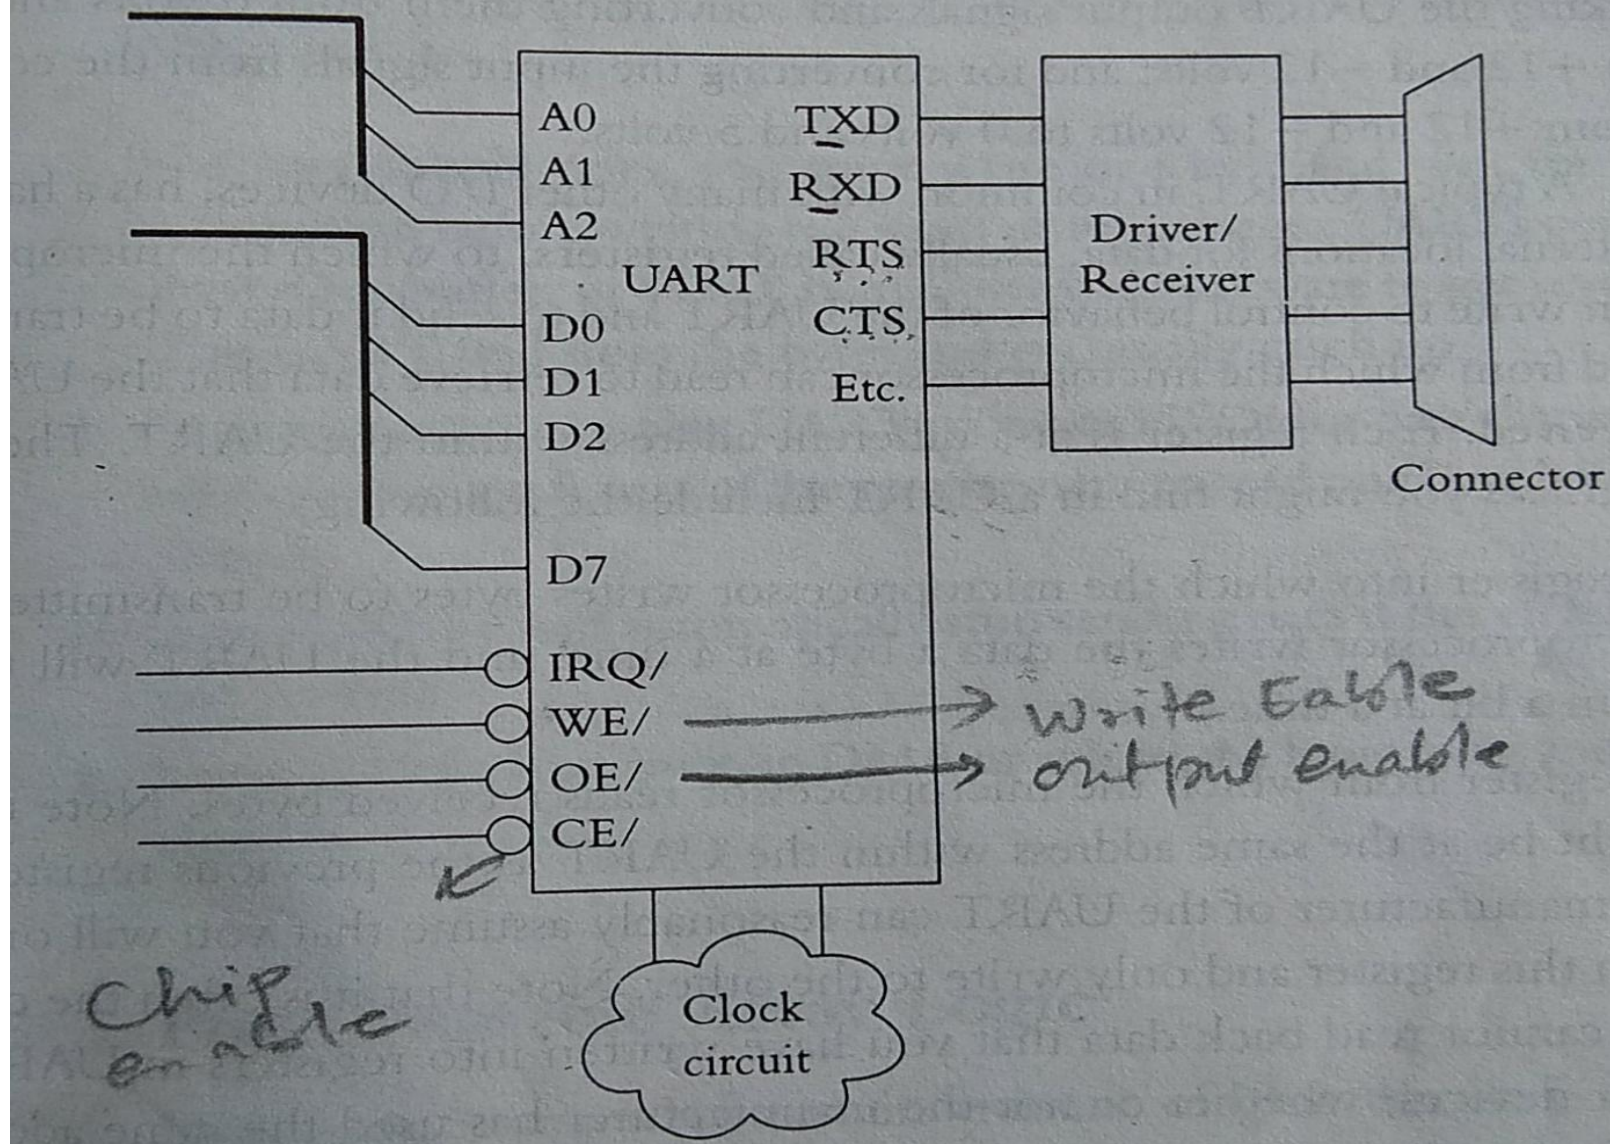 A0
A1
A2
UART
D0
D1
D2
D7
IRQ/
WE/
OE/
CE/
TXD
RXD
RTS
CTS
Etc.
Driver/
Receiver
Connector
Write Eable
output enable
Chip
enable
Clock
circuit